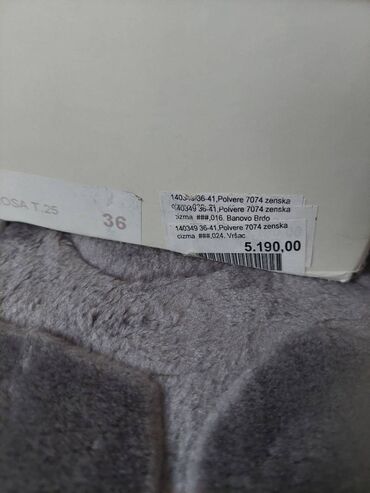 OSA T.25 36
140349 36-41,Polvere 7074 zenska
140349 36-41,Polvere 7074 zenska
cizma ###,016. Banovo Brdo
140349 36-41,Polvere 7074 zenska
cizma ###,024. Vršac
5.190,00